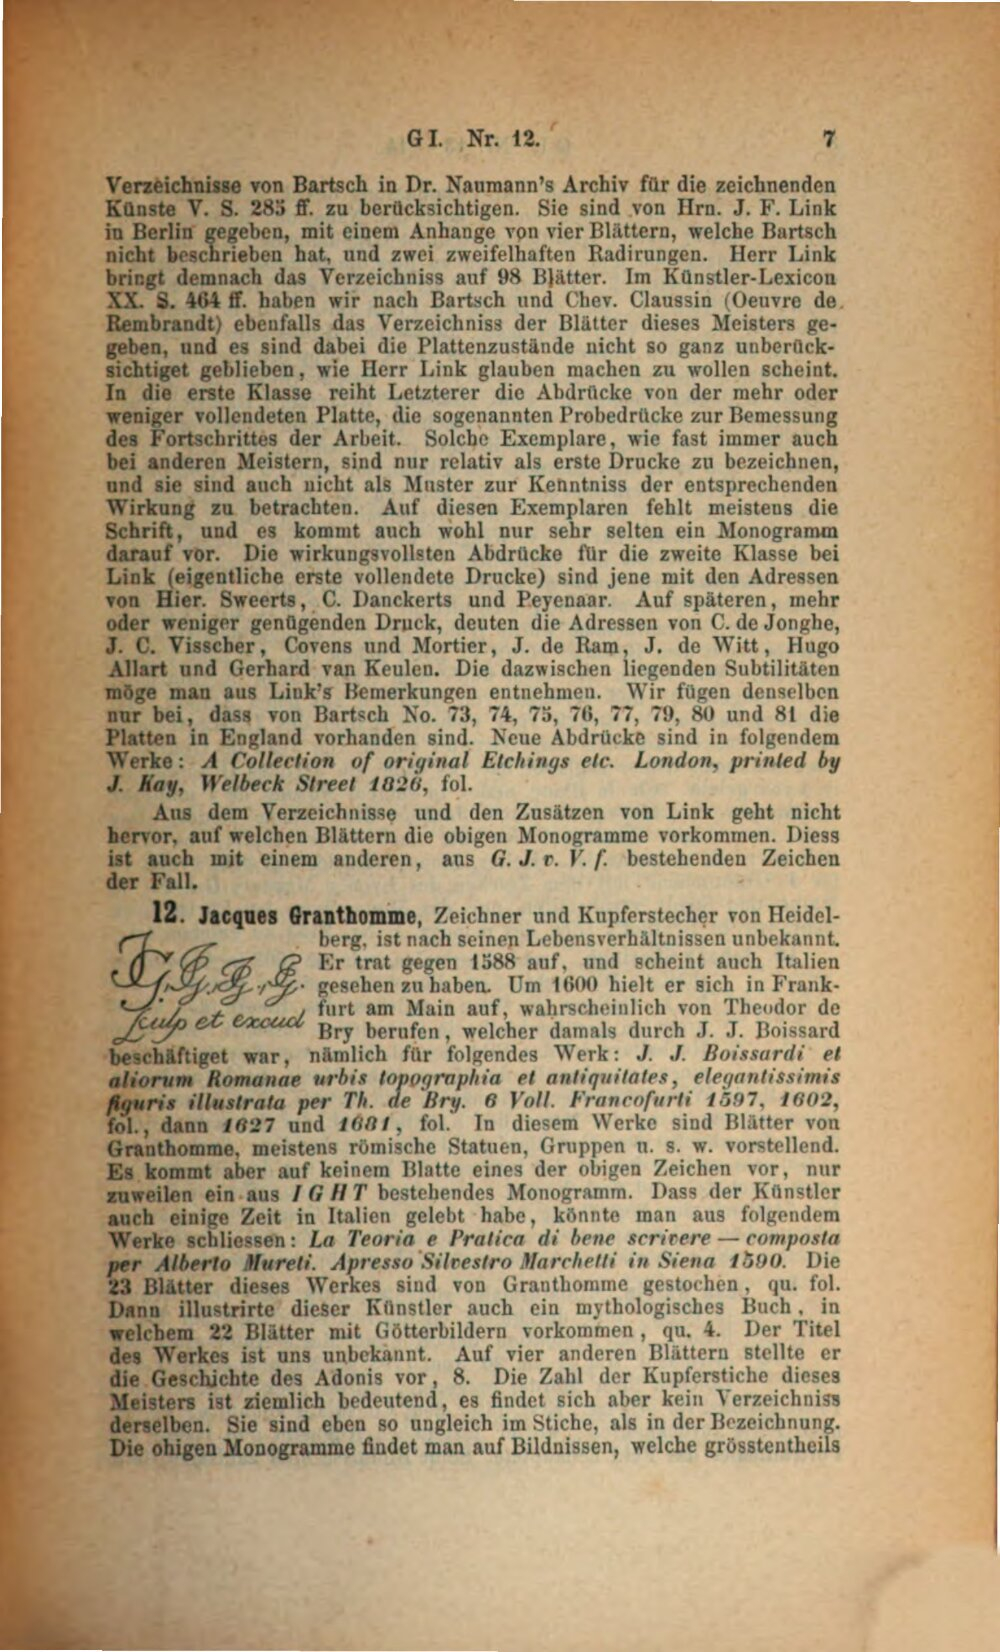 GI. Nr. 12. 7
Verzeichnisse von Bartsch in Dr. Naumann's Archiv für die zeichnenden
Künste V. S. 285 ff. zu berücksichtigen. Sie sind von Hrn. J. F. Link
in Berlin gegeben, mit einem Anhange von vier Blättern, welche Bartsch
nicht beschrieben hat, und zwei zweifelhaften Radirungen. Herr Link
bringt demnach das Verzeichniss auf 98 Blätter. Im Künstler-Lexicon
XX. S. 464 ff. haben wir nach Bartsch und Chev. Claussin (Oeuvre de
Rembrandt) ebenfalls das Verzeichniss der Blätter dieses Meisters ge-
geben, und es sind dabei die Plattenzustände nicht so ganz unberück-
sichtiget geblieben, wie Herr Link glauben machen zu wollen scheint.
In die erste Klasse reiht Letzterer die Abdrücke von der mehr oder
weniger vollendeten Platte, die sogenannten Probedrücke zur Bemessung
des Fortschrittes der Arbeit. Solche Exemplare, wie fast immer auch
bei anderen Meistern, sind nur relativ als erste Drucke zu bezeichnen,
und sie sind auch nicht als Muster zur Kenntniss der entsprechenden
Wirkung zu betrachten. Auf diesen Exemplaren fehlt meistens die
Schrift, und es kommt auch wohl nur sehr selten ein Monogramm
darauf vor. Die wirkungsvollsten Abdrücke für die zweite Klasse bei
Link (eigentliche erste vollendete Drucke) sind jene mit den Adressen
von Hier. Sweerts, C. Danckerts und Peyenaar. Auf späteren, mehr
oder weniger genügenden Druck, deuten die Adressen von C. de Jonghe,
J. C. Visscher, Covens und Mortier, J. de Ram, J. de Witt, Hugo
Allart und Gerhard van Keulen. Die dazwischen liegenden Subtilitäten
möge man aus Link's Bemerkungen entnehmen. Wir fügen denselben
nur bei, dass von Bartsch No. 73, 74, 75, 76, 77, 79, 80 und 81 die
Platten in England vorhanden sind. Neue Abdrücke sind in folgendem
Werke: A Collection of original Etchings etc. London, printed by
J. Kay, Welbeck Street 1826, fol.
Aus dem Verzeichnisse und den Zusätzen von Link geht nicht
hervor, auf welchen Blättern die obigen Monogramme vorkommen. Diess
ist auch mit einem anderen, aus G. J. v. V. f. bestehenden Zeichen
der Fall.
12. Jacques Granthomme, Zeichner und Kupferstecher von Heidel-
berg, ist nach seinen Lebensverhältnissen unbekannt.
Er trat gegen 1588 auf, und scheint auch Italien
gesehen zu haben. Um 1600 hielt er sich in Frank-
furt am Main auf, wahrscheinlich von Theodor de
sculp et excud
Bry berufen, welcher damals durch J. J. Boissard
beschäftiget war, nämlich für folgendes Werk: J. J. Boissardi et
aliorum Romanae urbis topographia et antiquitates, elegantissimis
figuris illustrata per Th. de Bry. 6 Voll. Francofurti 1597, 1602,
fol., dann 1627 und 1681, fol. In diesem Werke sind Blätter von
Granthomme, meistens römische Statuen, Gruppen u. s. w. vorstellend.
Es kommt aber auf keinem Blatte eines der obigen Zeichen vor, nur
zuweilen ein aus I G H T bestehendes Monogramm. Dass der Künstler
auch einige Zeit in Italien gelebt habe, könnte man aus folgendem
Werke schliessen: La Teoria e Pratica di bene scrivere — composta
per Alberto Mureti. Apresso Silvestro Marchetti in Siena 1590. Die
23 Blätter dieses Werkes sind von Granthomme gestochen, qu. fol.
Dann illustrirte dieser Künstler auch ein mythologisches Buch, in
welchem 22 Blätter mit Götterbildern vorkommen, qu. 4. Der Titel
des Werkes ist uns unbekannt. Auf vier anderen Blättern stellte er
die Geschichte des Adonis vor, 8. Die Zahl der Kupferstiche dieses
Meisters ist ziemlich bedeutend, es findet sich aber kein Verzeichniss
derselben. Sie sind eben so ungleich im Stiche, als in der Bezeichnung.
Die obigen Monogramme findet man auf Bildnissen, welche grösstentheils